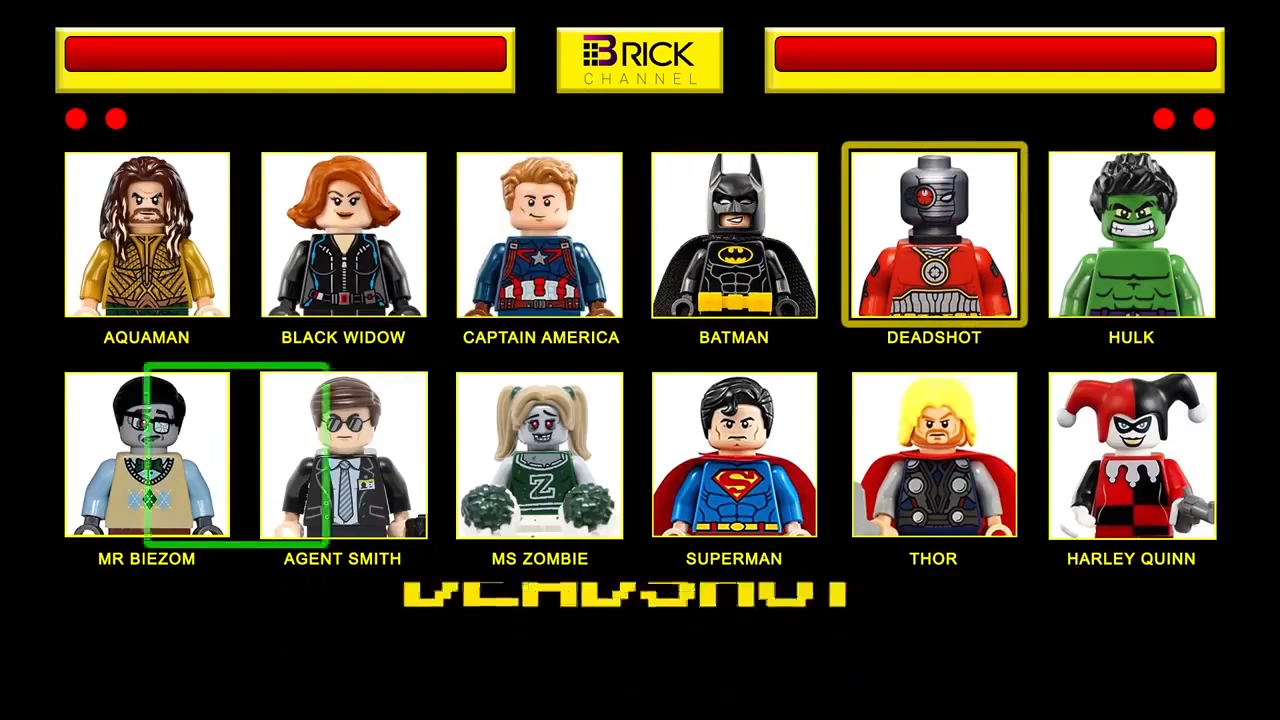 BRICK
CHANNEL
AQUAMAN BLACK WIDOW CAPTAIN AMERICA BATMAN DEADSHOT HULK
Z
MR BIEZOM AGENT SMITH MS ZOMBIE SUPERMAN THOR HARLEY QUINN